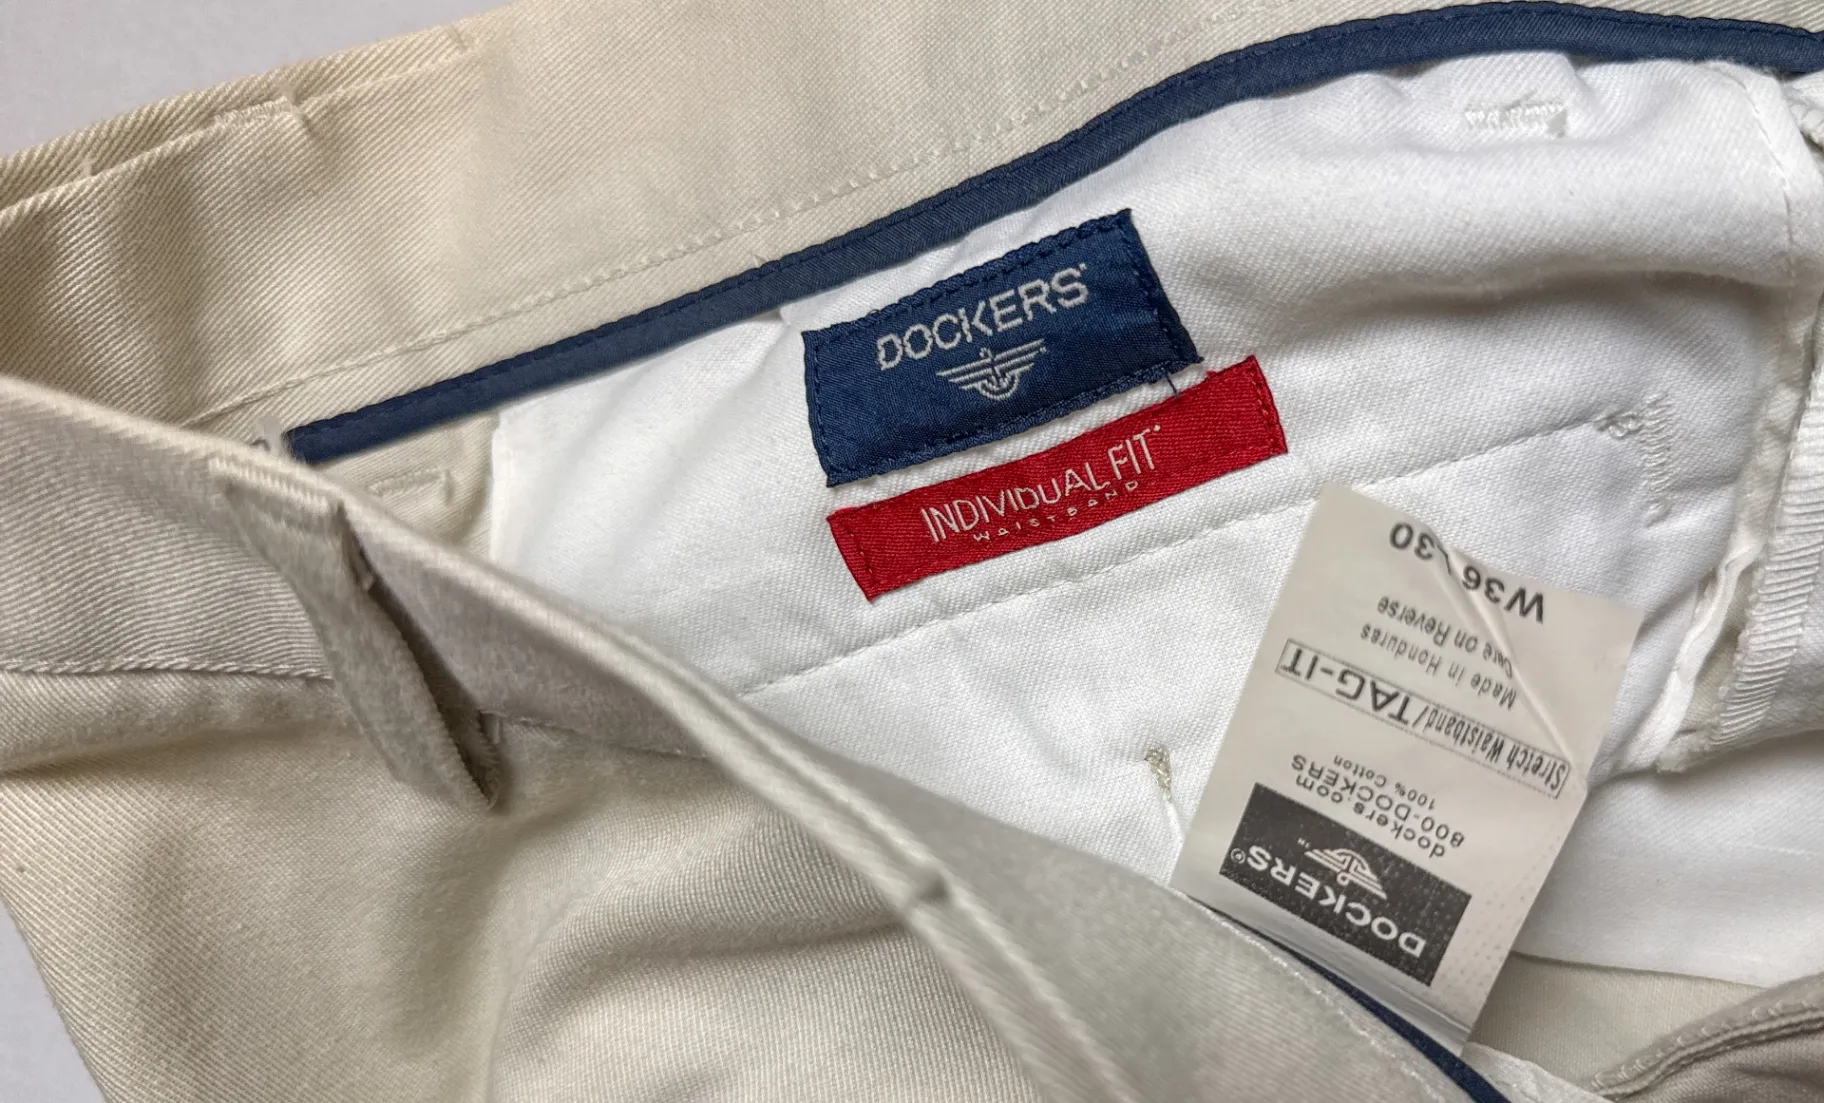 DOCKERS
INDIVIDUAL FIT
WAISTBAND
DOCKERS®
800-DOCKERS
dockers.com
100% Cotton
Stretch Waistband/TAG-IT
Made in Honduras
Care on Reverse
W36 L30